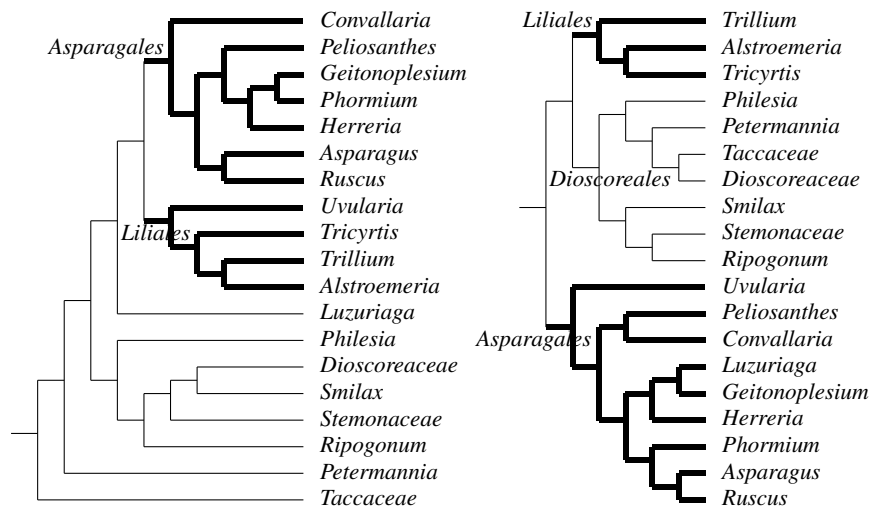 Convallaria
Asparagales
Peliosanthes
Geitonoplesium
Phormium
Herreria
Asparagus
Ruscus
Uvularia
Liliales
Tricyrtis
Trillium
Alstroemeria
Luzuriaga
Philesia
Dioscoreaceae
Smilax
Stemonaceae
Ripogonum
Petermannia
Taccaceae
Liliales
Trillium
Alstroemeria
Tricyrtis
Philesia
Petermannia
Taccaceae
Dioscoreales
Dioscoreaceae
Smilax
Stemonaceae
Ripogonum
Uvularia
Peliosanthes
Asparagales
Convallaria
Luzuriaga
Geitonoplesium
Herreria
Phormium
Asparagus
Ruscus